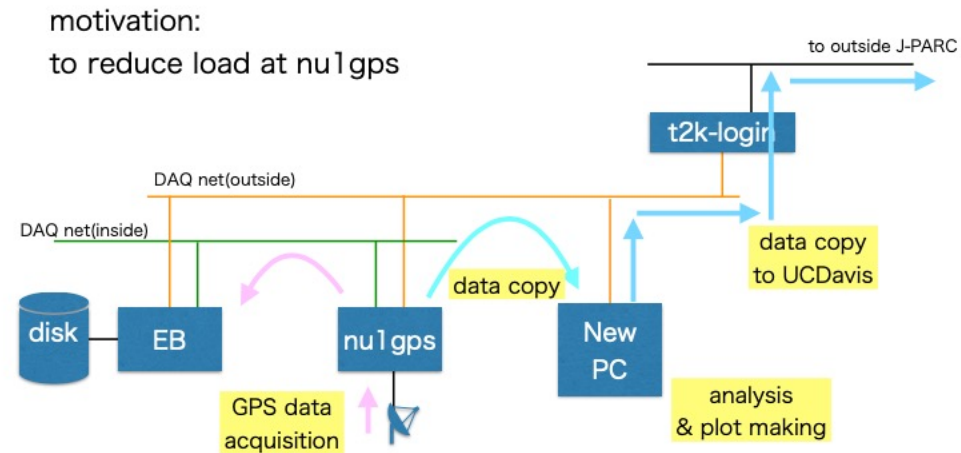 motivation:
to reduce load at nu1gps
to outside J-PARC
t2k-login
DAQ net(outside)
DAQ net(inside)
data copy
to UCDavis
data copy
disk
EB
nu1gps
New
PC
GPS data
acquisition
analysis
& plot making